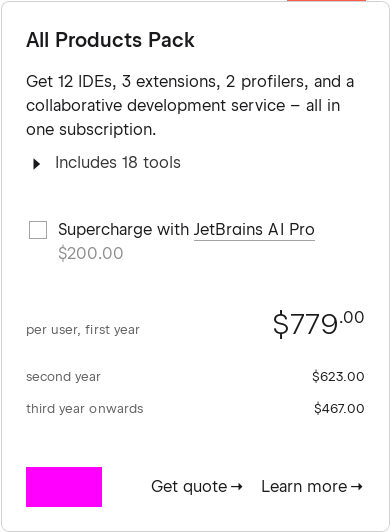 All Products Pack
Get 12 IDEs, 3 extensions, 2 profilers, and a
collaborative development service – all in
one subscription.
Includes 18 tools
Supercharge with JetBrains AI Pro
$200.00
per user, first year $779.00
second year $623.00
third year onwards $467.00
Get quote → Learn more →